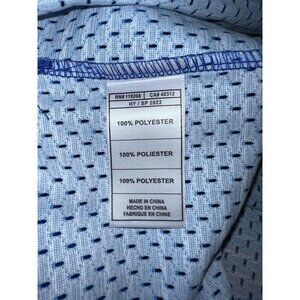 RN# 119208 CA# 40312
HY / SP 2022
100% POLYESTER
100% POLIESTER
100% POLYESTER
MADE IN CHINA
HECHO EN CHINA
FABRIQUE EN CHINE